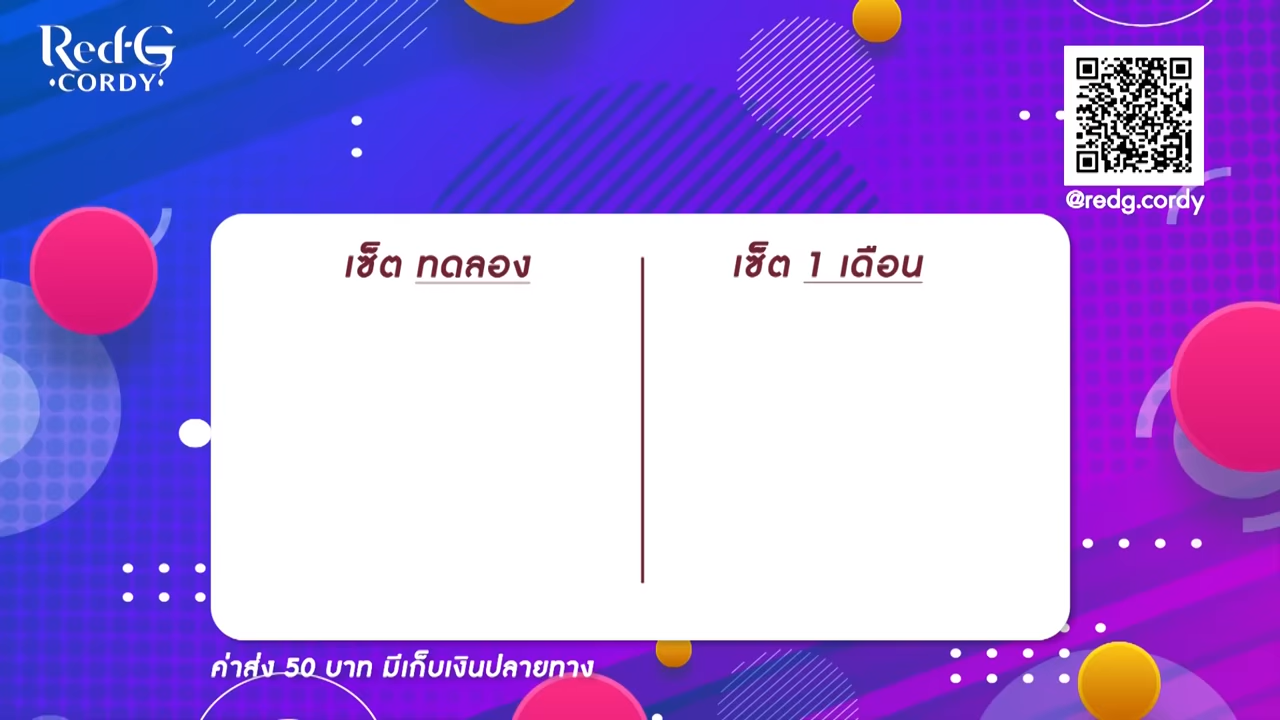 Red-G
•CORDY•
@redg.cordy
เซ็ต ทดลอง
เซ็ต 1 เดือน
ค่าส่ง 50 บาท มีเก็บเงินปลายทาง